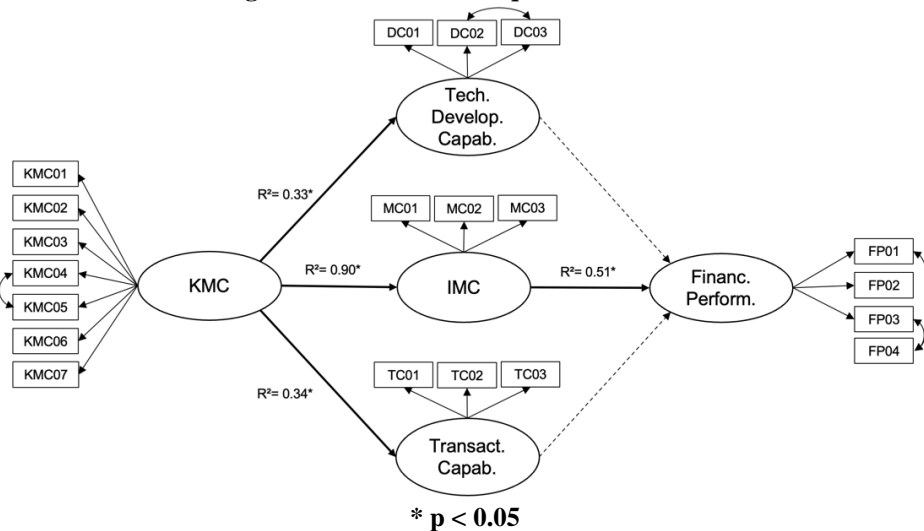 DC01
DC02
DC03
Tech.
Develop.
Capab.
KMC01
KMC02
KMC03
KMC04
KMC05
KMC06
KMC07
R²= 0.33*
MC01
MC02
MC03
KMC
R²= 0.90*
IMC
R²= 0.51*
Financ.
Perform.
FP01
FP02
FP03
FP04
R²= 0.34*
TC01
TC02
TC03
Transact.
Capab.
* p < 0.05